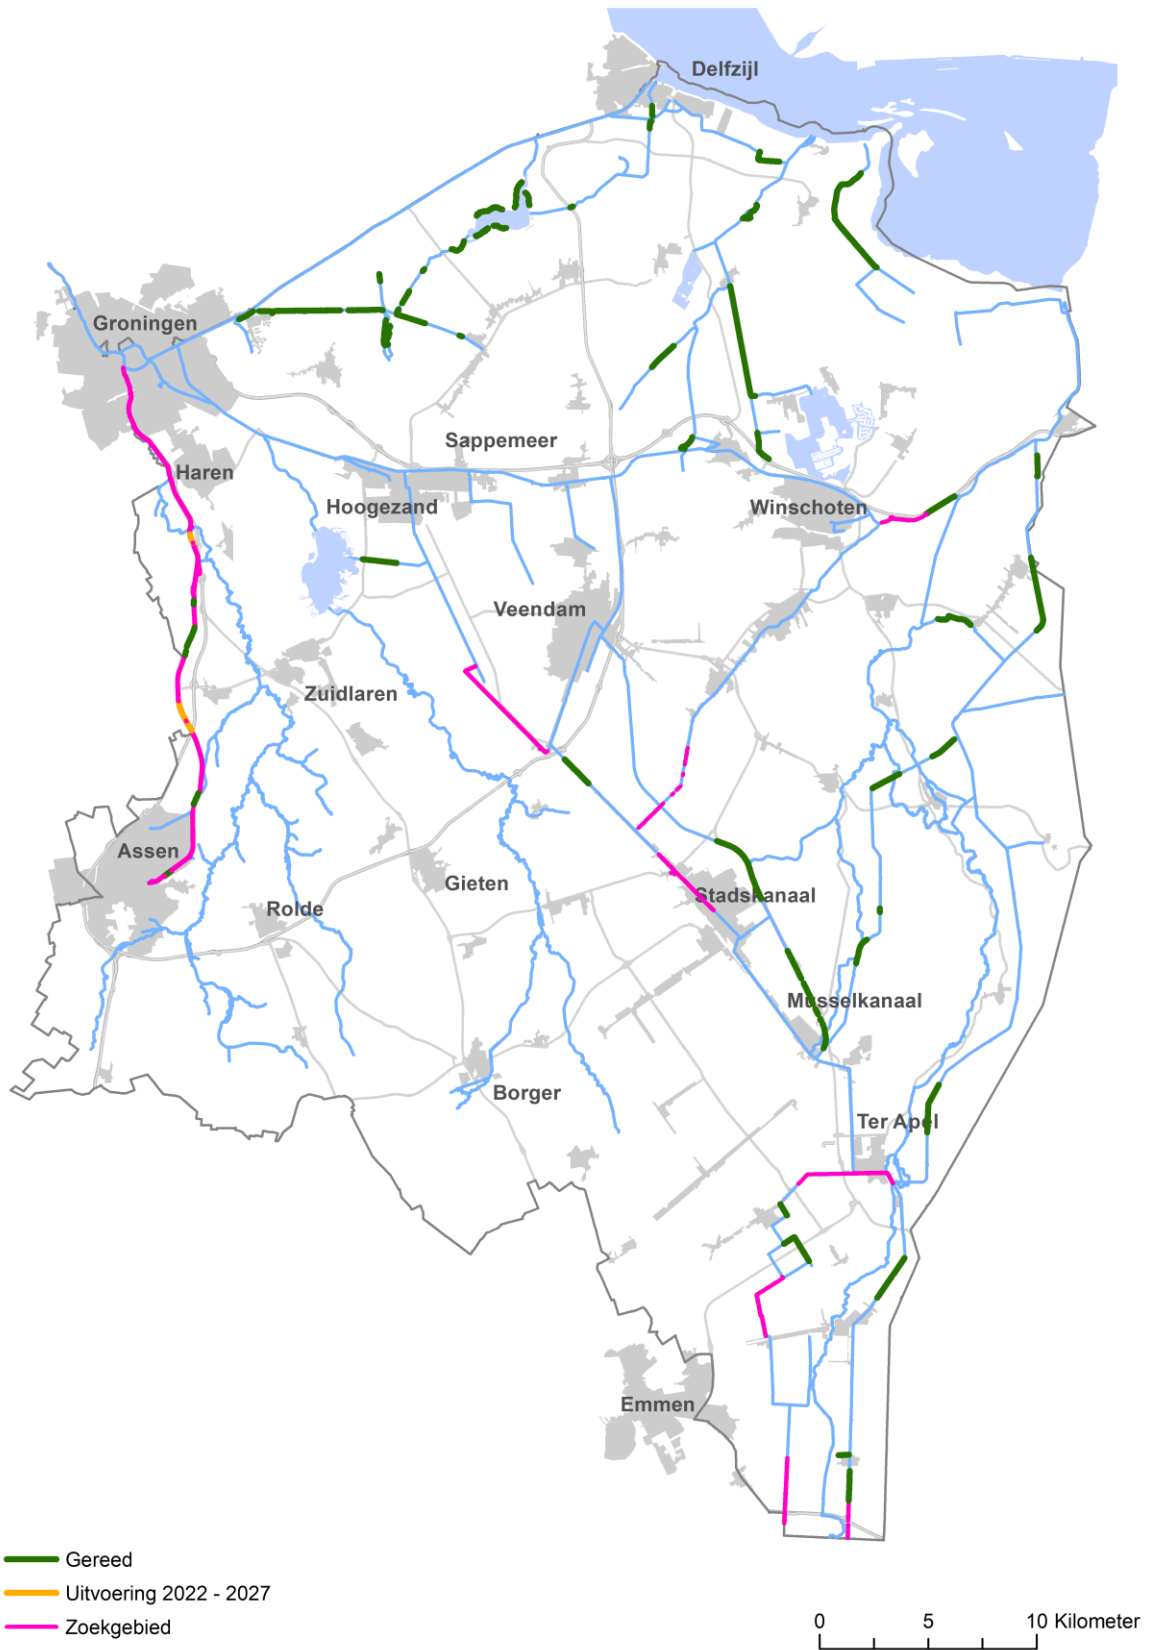 Delfzijl
Groningen
Sappemeer
Haren
Hoogezand
Winschoten
Veendam
Zuidlaren
Assen
Gieten
Stadskanaal
Rolde
Musselkanaal
Borger
Ter Apel
Emmen
Gereed
Uitvoering 2022 - 2027
Zoekgebied
0 5 10 Kilometer